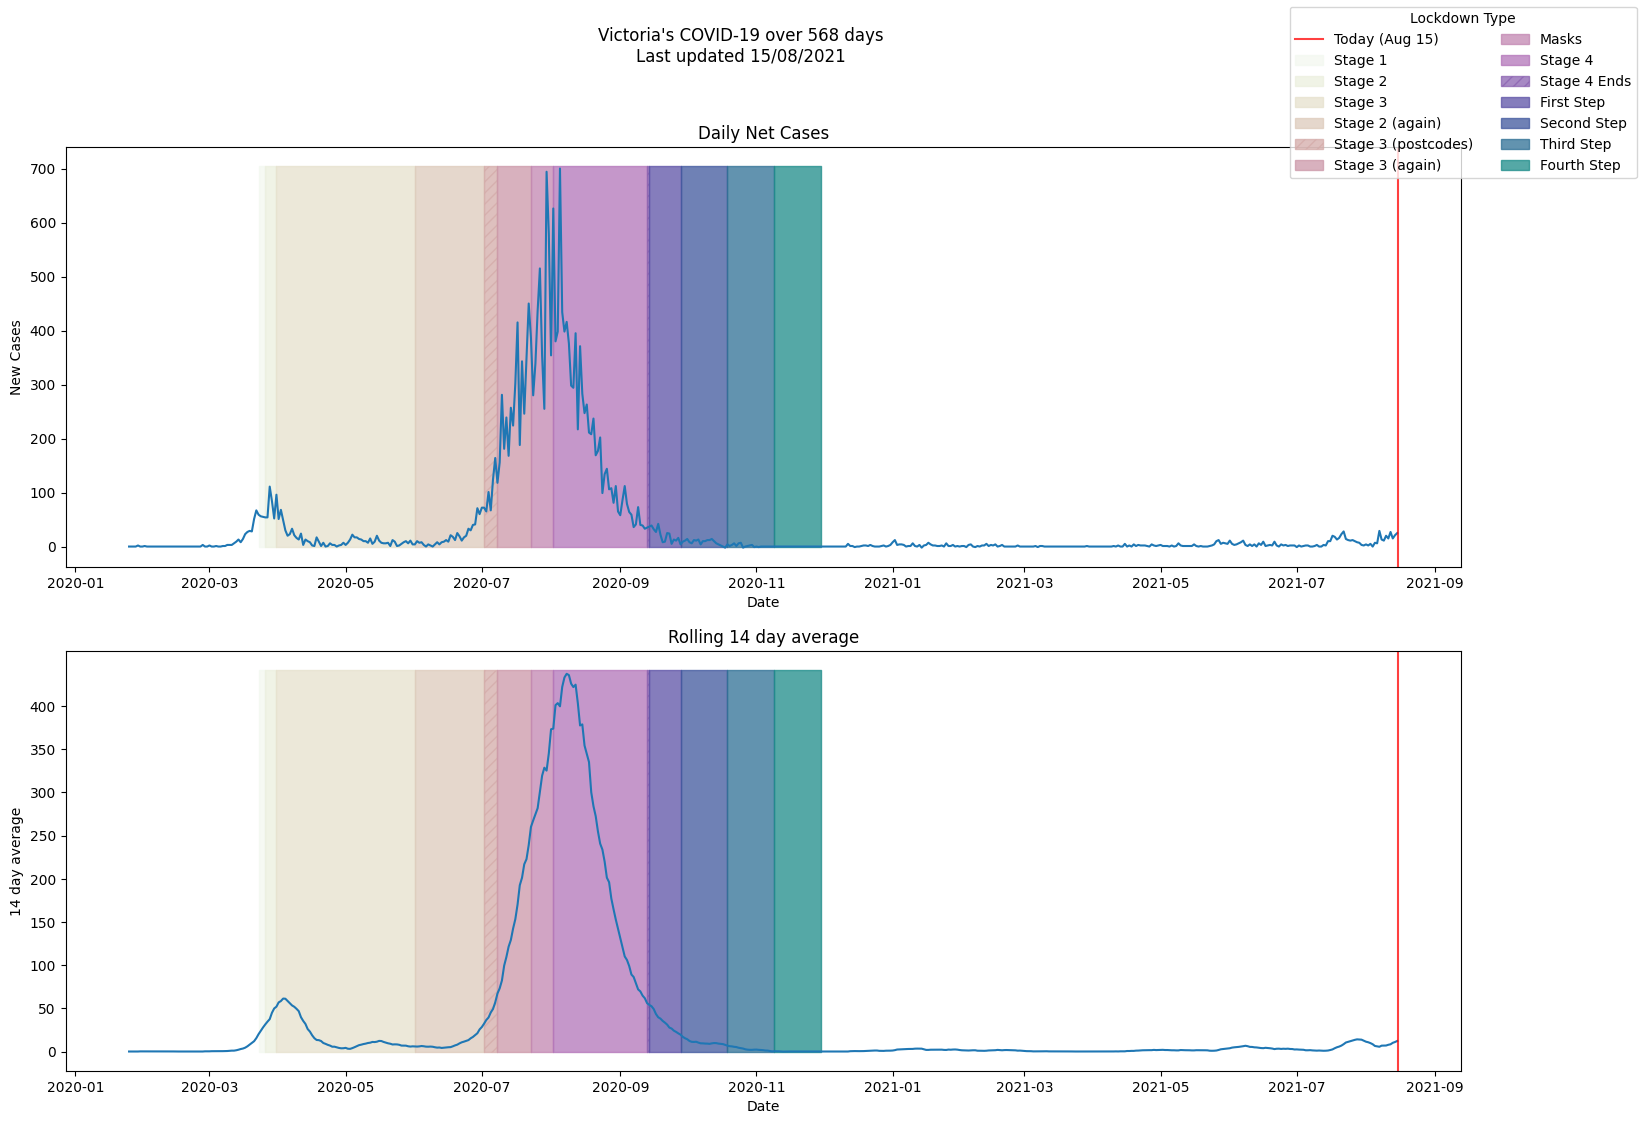 Victoria's COVID-19 over 568 days
Last updated 15/08/2021
Lockdown Type
Today (Aug 15)
Stage 1
Stage 2
Stage 3
Stage 2 (again)
Stage 3 (postcodes)
Stage 3 (again)
Masks
Stage 4
Stage 4 Ends
First Step
Second Step
Third Step
Fourth Step
Daily Net Cases
New Cases
700
600
500
400
300
200
100
0
2020-01 2020-03 2020-05 2020-07 2020-09 2020-11 2021-01 2021-03 2021-05 2021-07 2021-09
Date
Rolling 14 day average
14 day average
400
350
300
250
200
150
100
50
0
2020-01 2020-03 2020-05 2020-07 2020-09 2020-11 2021-01 2021-03 2021-05 2021-07 2021-09
Date